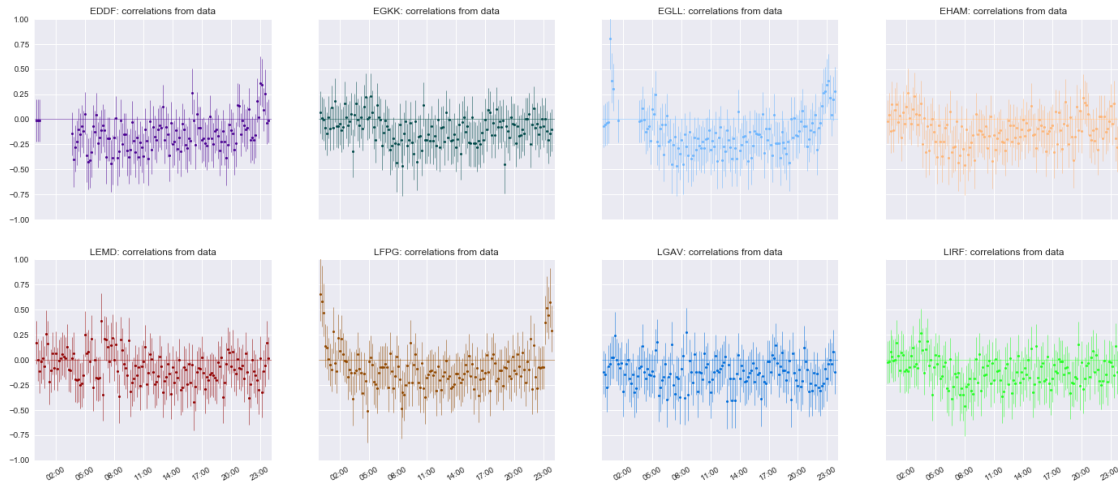 EDDF: correlations from data
EGKK: correlations from data
EGLL: correlations from data
EHAM: correlations from data
1.00
0.75
0.50
0.25
0.00
−0.25
−0.50
−0.75
−1.00
LEMD: correlations from data
LFPG: correlations from data
LGAV: correlations from data
LIRF: correlations from data
1.00
0.75
0.50
0.25
0.00
−0.25
−0.50
−0.75
−1.00
02:00 05:00 08:00 11:00 14:00 17:00 20:00 23:00
02:00 05:00 08:00 11:00 14:00 17:00 20:00 23:00
02:00 05:00 08:00 11:00 14:00 17:00 20:00 23:00
02:00 05:00 08:00 11:00 14:00 17:00 20:00 23:00